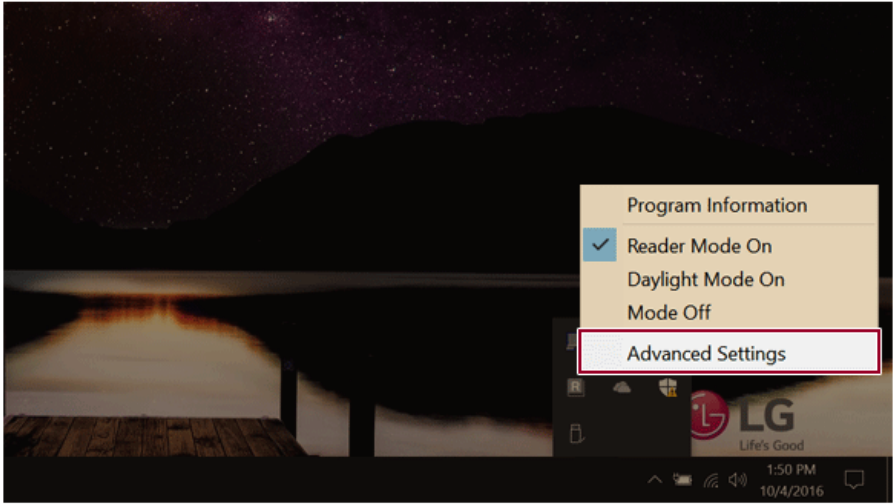 Program Information
Reader Mode On
Daylight Mode On
Mode Off
Advanced Settings
R
LG
LG
Life's Good
1:50 PM
10/4/2016